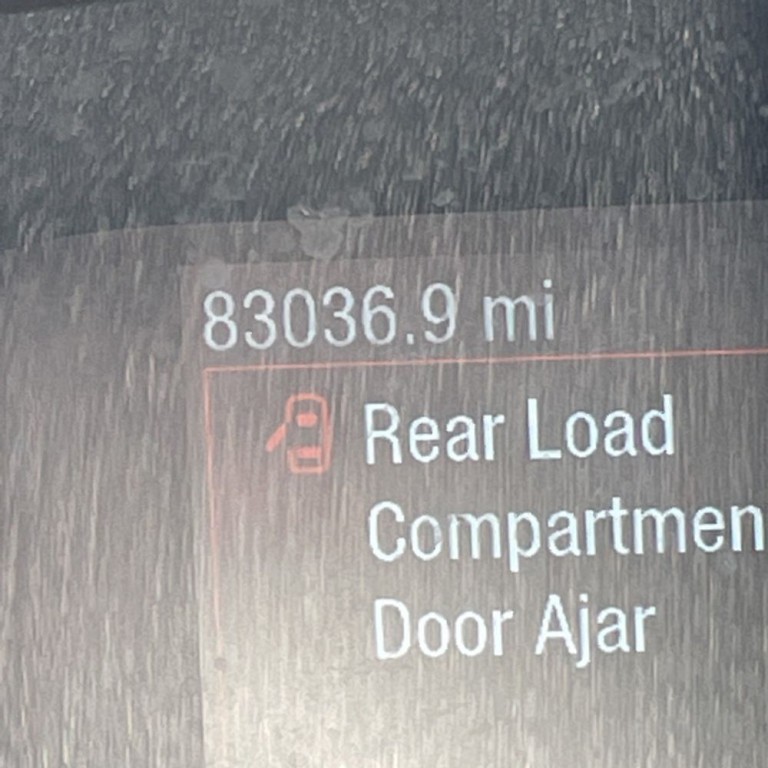 83036.9 mi
Rear Load
Compartmen
Door Ajar